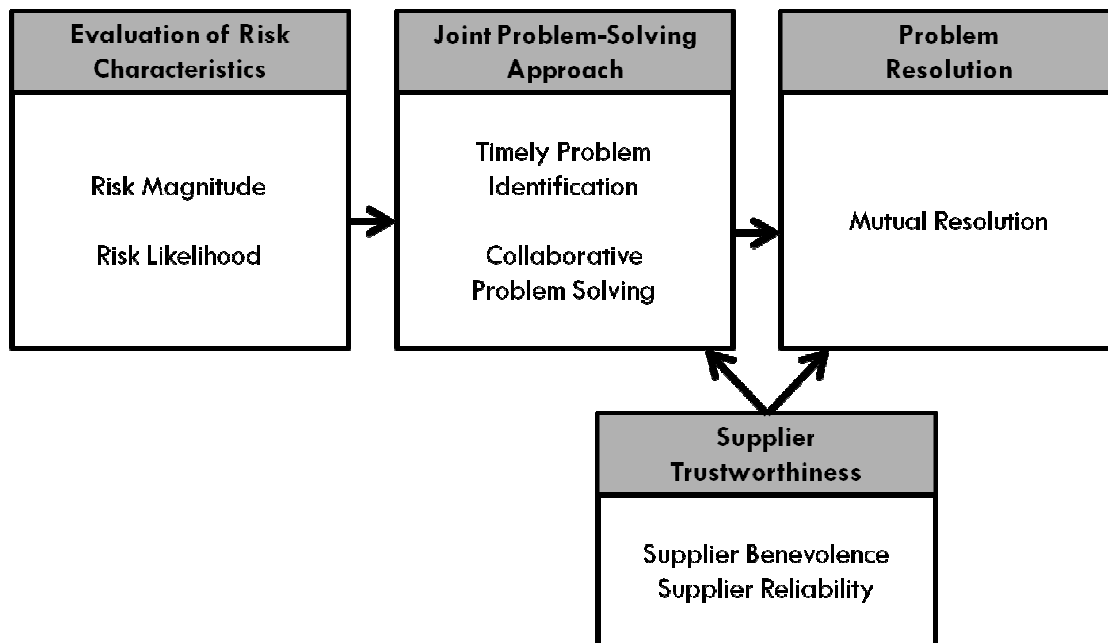 Evaluation of Risk
Characteristics
Risk Magnitude
Risk Likelihood
Joint Problem-Solving
Approach
Timely Problem
Identification
Collaborative
Problem Solving
Problem
Resolution
Mutual Resolution
Supplier
Trustworthiness
Supplier Benevolence
Supplier Reliability